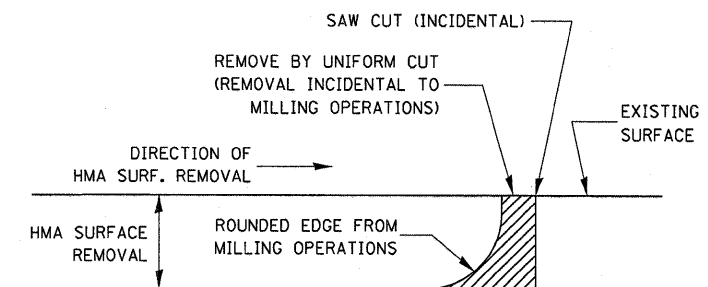 SAW CUT (INCIDENTAL)
REMOVE BY UNIFORM CUT
(REMOVAL INCIDENTAL TO
MILLING OPERATIONS)
EXISTING
SURFACE
DIRECTION OF
HMA SURF. REMOVAL
HMA SURFACE
REMOVAL
ROUNDED EDGE FROM
MILLING OPERATIONS